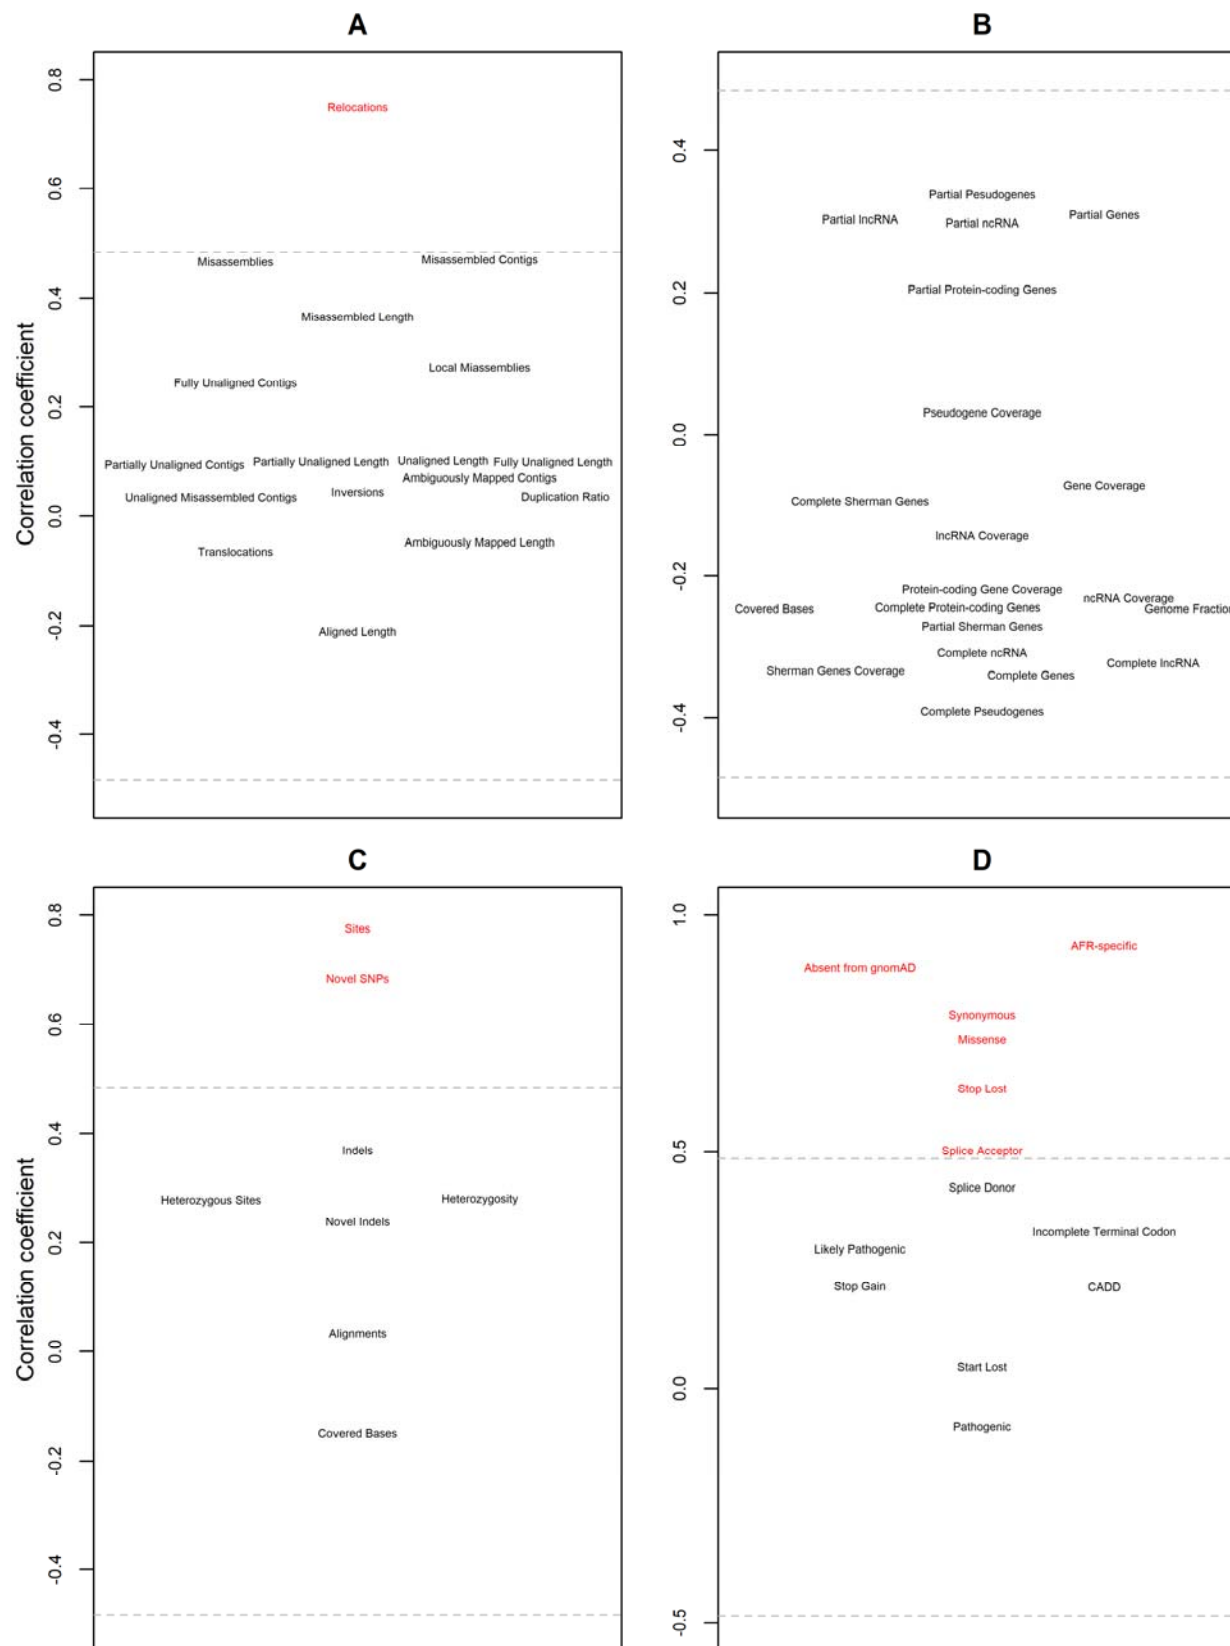 A
Correlation coefficient
0.8
0.6
0.4
0.2
0.0
-0.2
-0.4
Relocations
Misassemblies
Misassembled Contigs
Misassembled Length
Local Miassemblies
Fully Unaligned Contigs
Partially Unaligned Contigs
Partially Unaligned Length
Unaligned Length
Fully Unaligned Length
Ambiguously Mapped Contigs
Unaligned Misassembled Contigs
Inversions
Duplication Ratio
Translocations
Ambiguously Mapped Length
Aligned Length
B
0.4
0.2
0.0
-0.2
-0.4
Partial Pesudogenes
Partial lncRNA
Partial ncRNA
Partial Genes
Partial Protein-coding Genes
Pseudogene Coverage
Gene Coverage
Complete Sherman Genes
lncRNA Coverage
Protein-coding Gene Coverage
ncRNA Coverage
Covered Bases
Complete Protein-coding Genes
Genome Fraction
Partial Sherman Genes
Complete ncRNA
Complete lncRNA
Sherman Genes Coverage
Complete Genes
Complete Pseudogenes
C
Correlation coefficient
0.8
0.6
0.4
0.2
0.0
-0.2
-0.4
Sites
Novel SNPs
Indels
Heterozygous Sites
Heterozygosity
Novel Indels
Alignments
Covered Bases
D
1.0
0.5
0.0
-0.5
AFR-specific
Absent from gnomAD
Synonymous
Missense
Stop Lost
Splice Acceptor
Splice Donor
Incomplete Terminal Codon
Likely Pathogenic
Stop Gain
CADD
Start Lost
Pathogenic